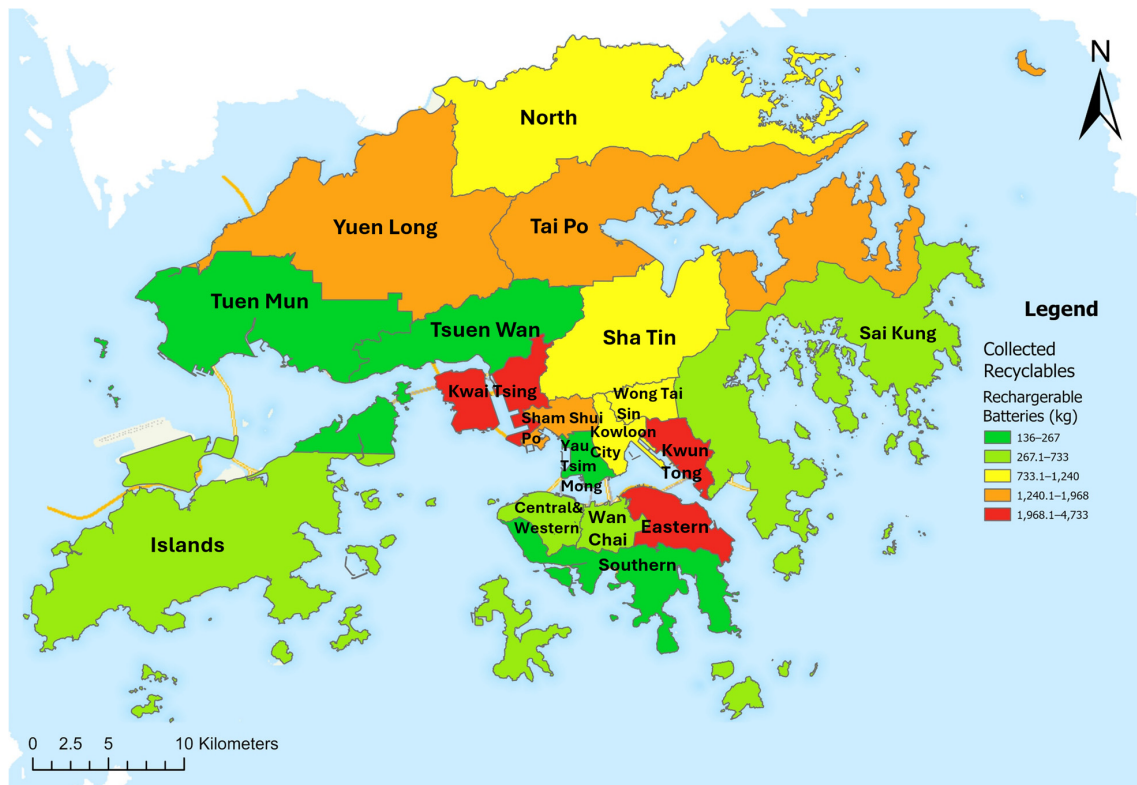 N
North
Yuen Long
Tai Po
Tuen Mun
Tsuen Wan
Sha Tin
Sai Kung
Kwai Tsing
Wong Tai
Sin
Sham Shui
Po
Kowloon
City
Yau
Tsim
Mong
Kwun
Tong
Central&
Western
Wan
Chai
Eastern
Southern
Islands
Legend
Collected
Recyclables
Rechargerable
Batteries (kg)
136–267
267.1–733
733.1–1,240
1,240.1–1,968
1,968.1–4,733
0 2.5 5 10 Kilometers